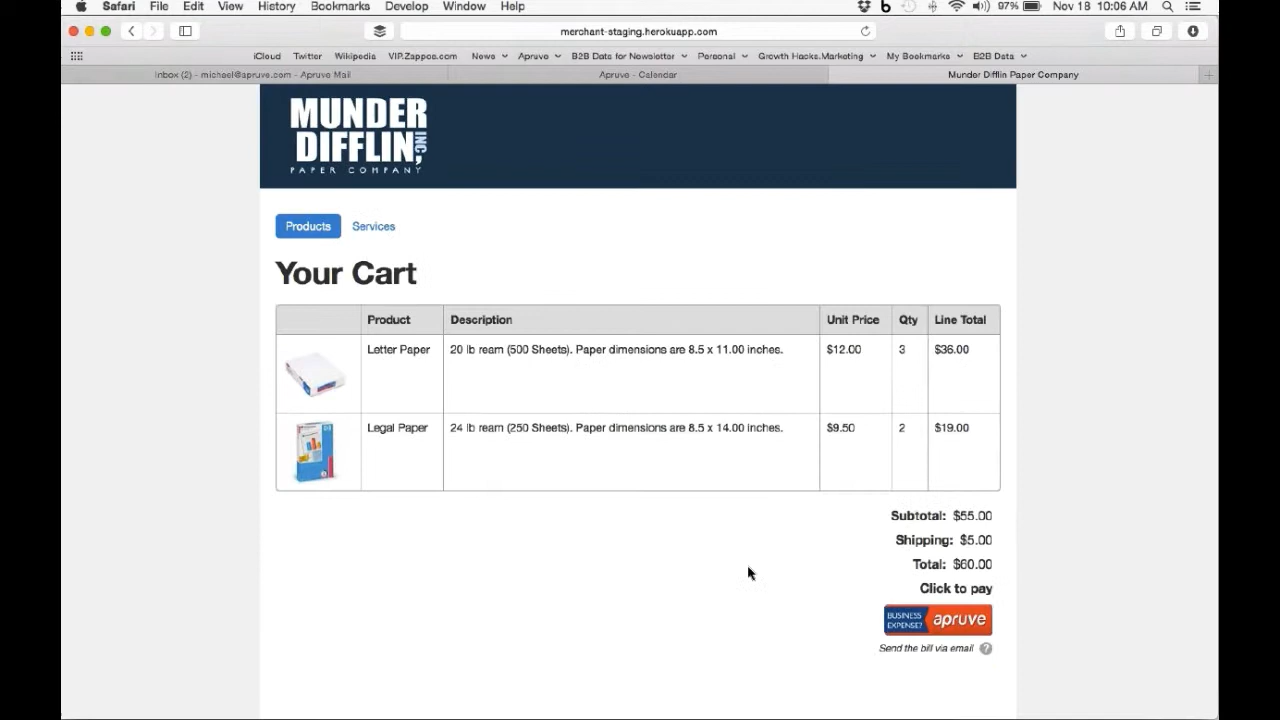 Safari File Edit View History Bookmarks Develop Window Help 97% Nov 18 10:06 AM
merchant-staging.herokuapp.com
iCloud Twitter Wikipedia VIP.Zappos.com News Apruve B2B Data for Newsletter Personal Growth Hacks.Marketing My Bookmarks B2B Data
Inbox (2) - michael@apruve.com - Apruve Mail Apruve - Calendar Munder Difflin Paper Company
MUNDER
DIFFLIN, INC
PAPER COMPANY
Products Services
Your Cart
Product Description Unit Price Qty Line Total
Letter Paper 20 lb ream (500 Sheets). Paper dimensions are 8.5 x 11.00 inches. $12.00 3 $36.00
Legal Paper 24 lb ream (250 Sheets). Paper dimensions are 8.5 x 14.00 inches. $9.50 2 $19.00
Subtotal: $55.00
Shipping: $5.00
Total: $60.00
Click to pay
BUSINESS EXPENSE? apruve
Send the bill via email ?